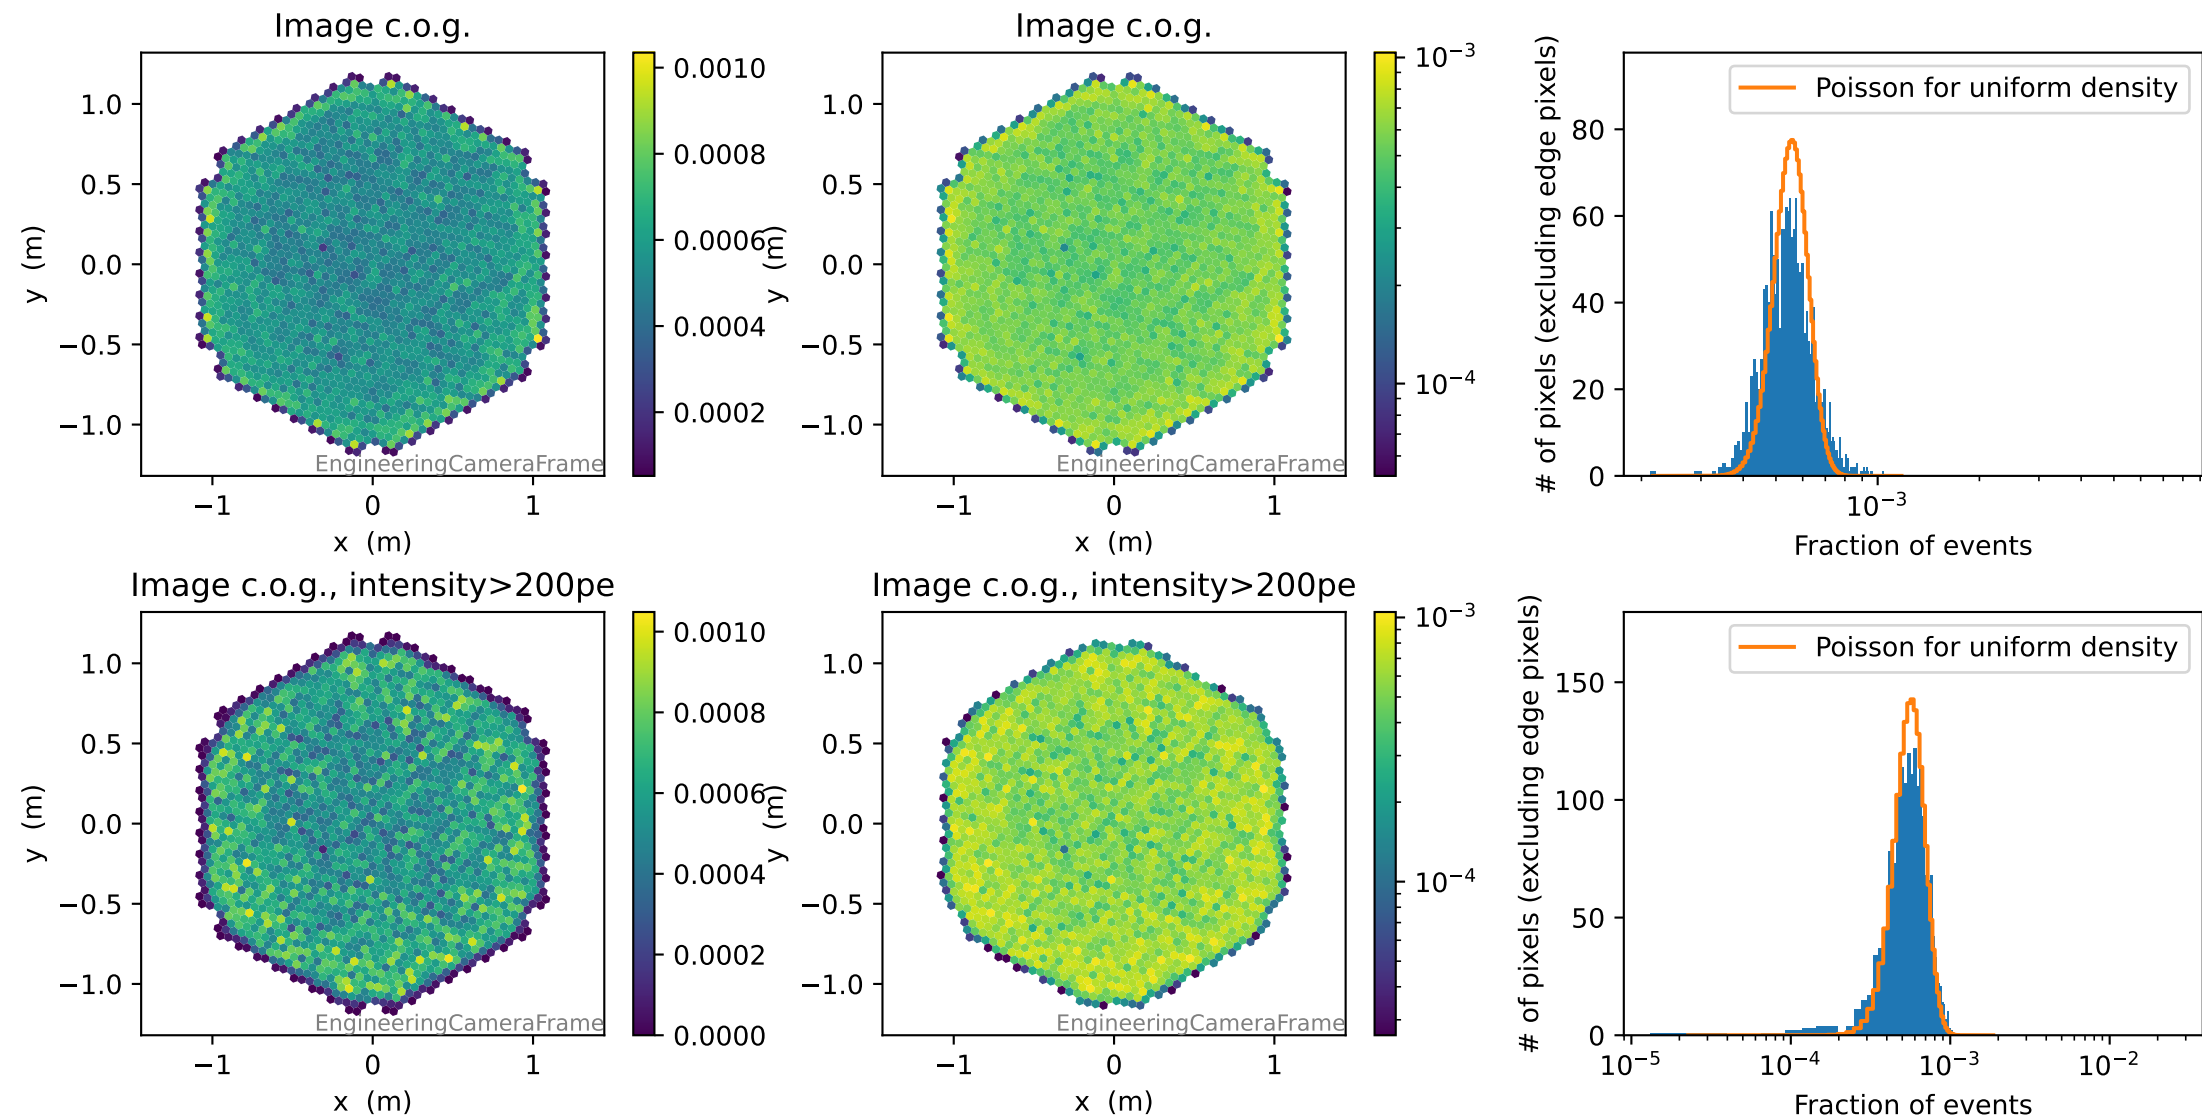 Image c.o.g.
1.0
0.5
0.0
−0.5
−1.0
y (m)
−1
0
1
x (m)
EngineeringCameraFrame
0.0010
0.0008
0.0006
0.0004
0.0002
Image c.o.g.
1.0
0.5
0.0
−0.5
−1.0
y (m)
−1
0
1
x (m)
EngineeringCameraFrame
10⁻³
10⁻⁴
# of pixels (excluding edge pixels)
80
60
40
20
0
Poisson for uniform density
10⁻³
Fraction of events
Image c.o.g., intensity>200pe
1.0
0.5
0.0
−0.5
−1.0
y (m)
−1
0
1
x (m)
EngineeringCameraFrame
0.0010
0.0008
0.0006
0.0004
0.0002
0.0000
Image c.o.g., intensity>200pe
1.0
0.5
0.0
−0.5
−1.0
y (m)
−1
0
1
x (m)
EngineeringCameraFrame
10⁻³
10⁻⁴
# of pixels (excluding edge pixels)
150
100
50
0
Poisson for uniform density
10⁻⁵
10⁻⁴
10⁻³
10⁻²
Fraction of events